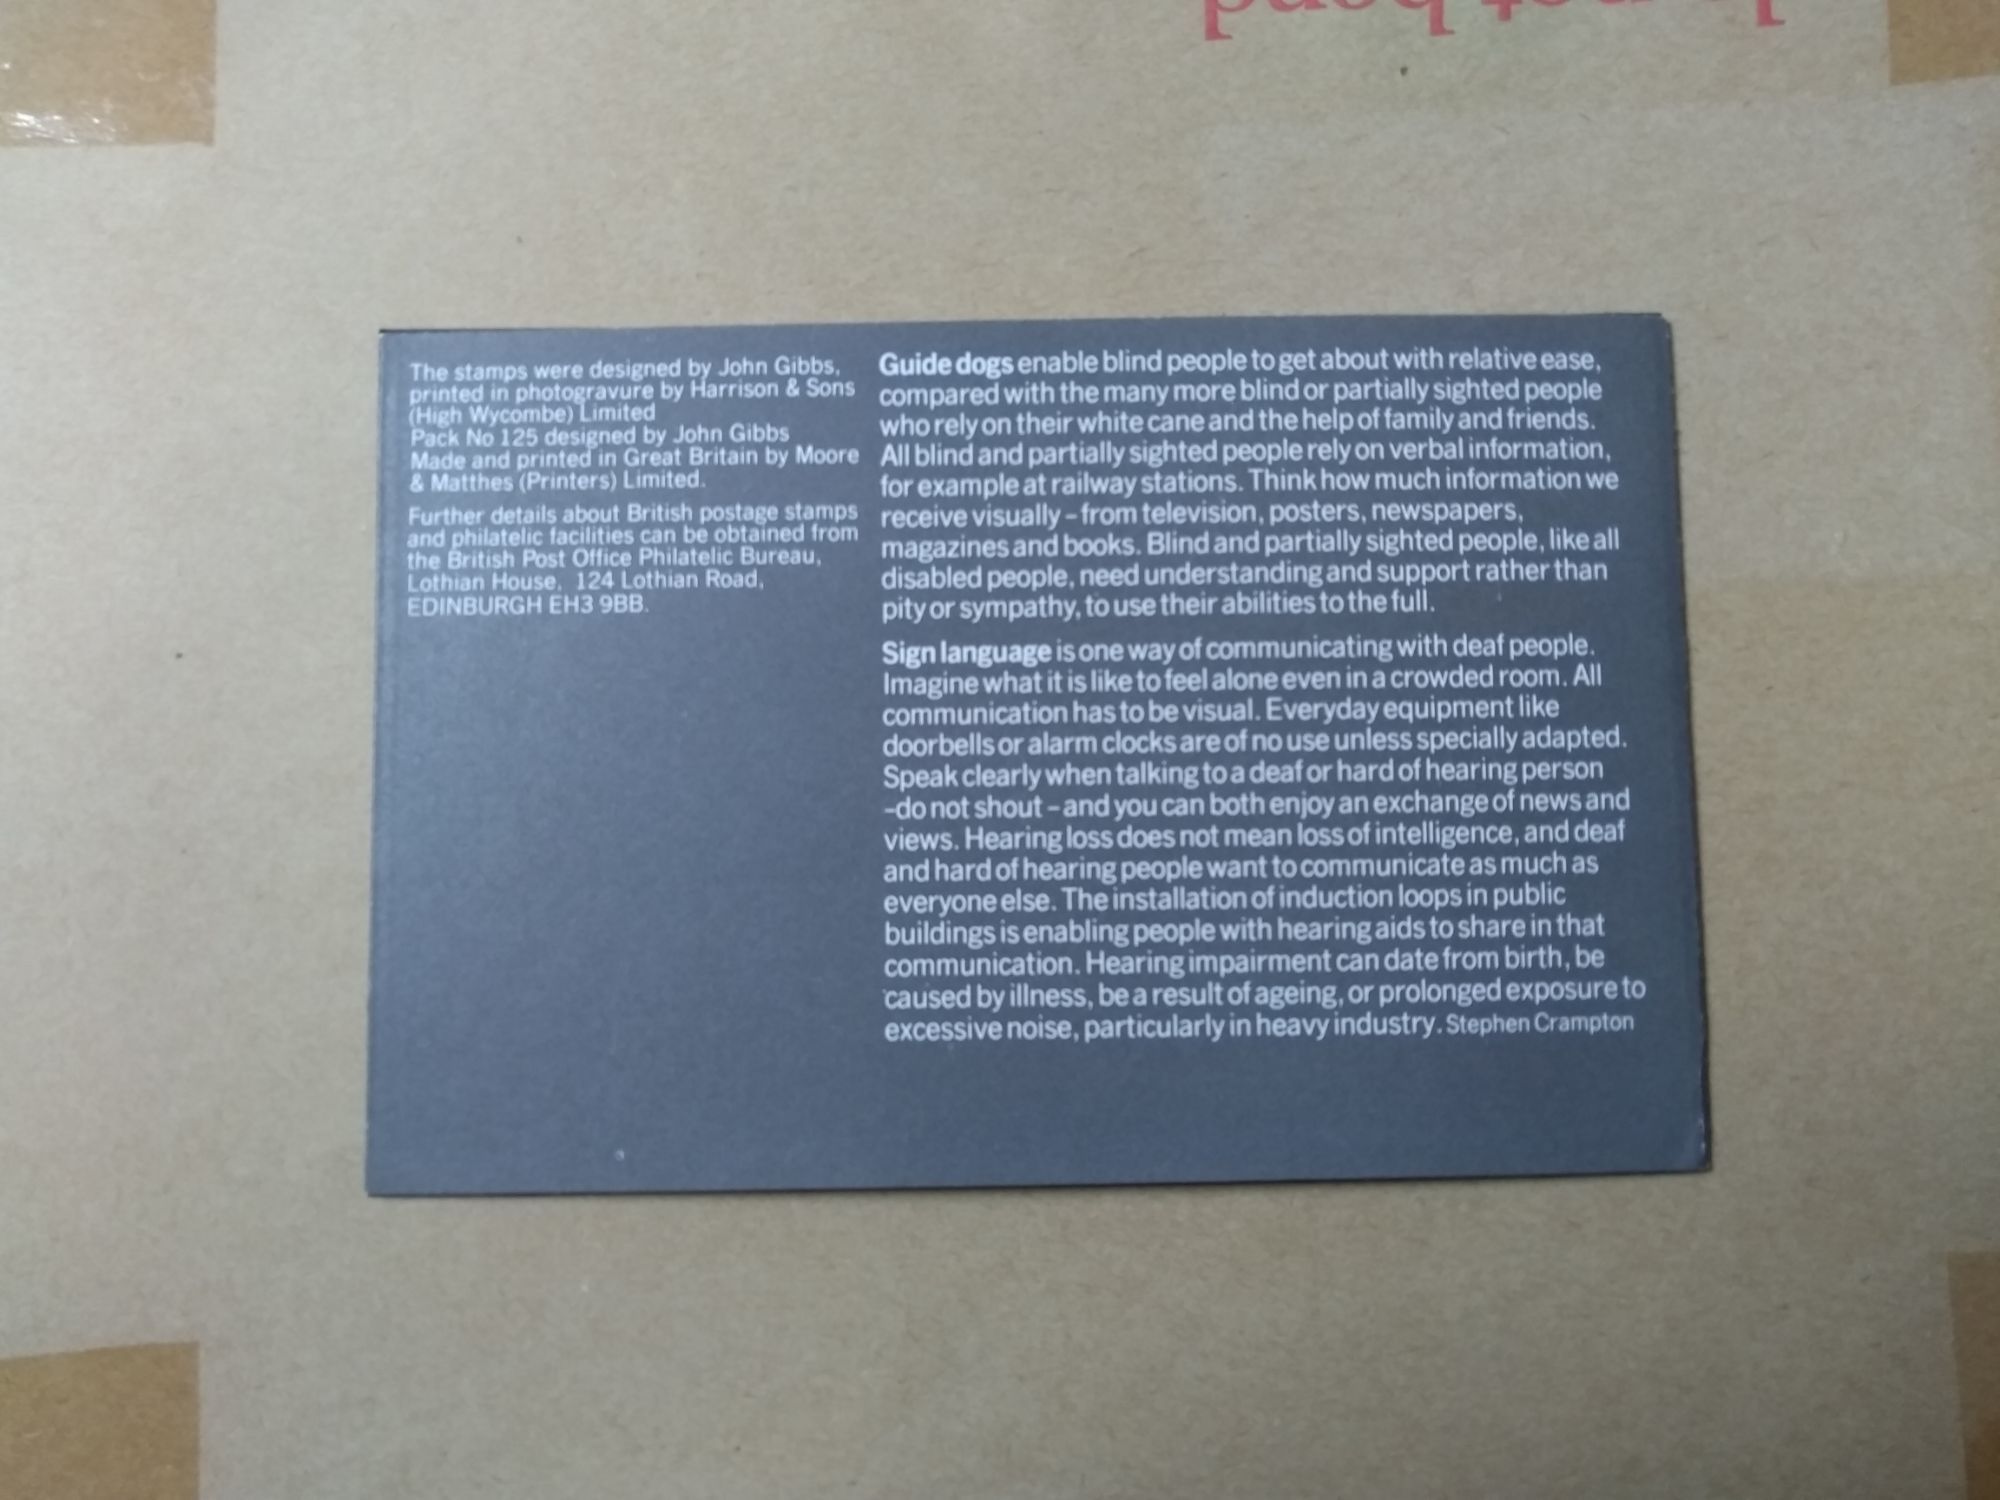 do not bend
The stamps were designed by John Gibbs,
printed in photogravure by Harrison & Sons
(High Wycombe) Limited
Pack No 125 designed by John Gibbs
Made and printed in Great Britain by Moore
& Matthes (Printers) Limited.
Further details about British postage stamps
and philatelic facilities can be obtained from
the British Post Office Philatelic Bureau,
Lothian House, 124 Lothian Road,
EDINBURGH EH3 9BB.
Guide dogs enable blind people to get about with relative ease,
compared with the many more blind or partially sighted people
who rely on their white cane and the help of family and friends.
All blind and partially sighted people rely on verbal information,
for example at railway stations. Think how much information we
receive visually – from television, posters, newspapers,
magazines and books. Blind and partially sighted people, like all
disabled people, need understanding and support rather than
pity or sympathy, to use their abilities to the full.
Sign language is one way of communicating with deaf people.
Imagine what it is like to feel alone even in a crowded room. All
communication has to be visual. Everyday equipment like
doorbells or alarm clocks are of no use unless specially adapted.
Speak clearly when talking to a deaf or hard of hearing person
– do not shout – and you can both enjoy an exchange of news and
views. Hearing loss does not mean loss of intelligence, and deaf
and hard of hearing people want to communicate as much as
everyone else. The installation of induction loops in public
buildings is enabling people with hearing aids to share in that
communication. Hearing impairment can date from birth, be
caused by illness, be a result of ageing, or prolonged exposure to
excessive noise, particularly in heavy industry. Stephen Crampton